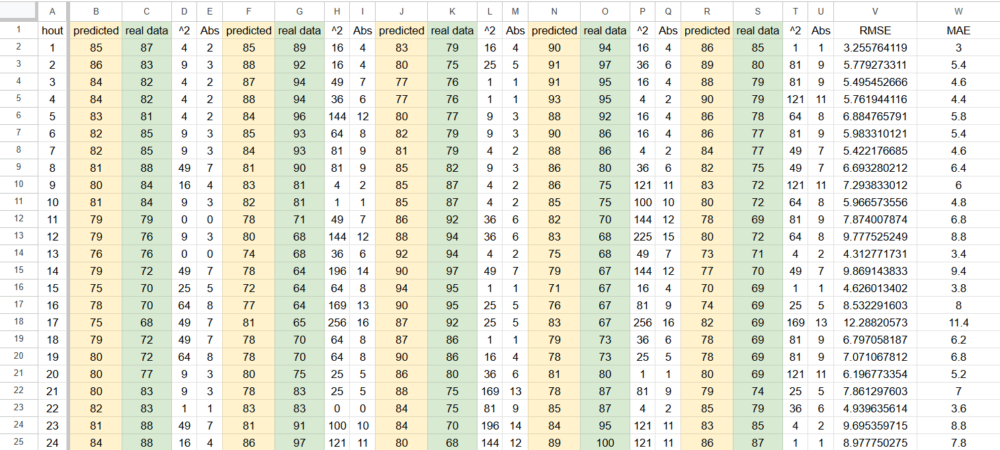 A B C D E F G H I J K L M N O P Q R S T U V W
1 hout predicted real data ^2 Abs predicted real data ^2 Abs predicted real data ^2 Abs predicted real data ^2 Abs predicted real data ^2 Abs RMSE MAE
2 1 85 87 4 2 85 89 16 4 83 79 16 4 90 94 16 4 86 85 1 1 3.255764119 3
3 2 86 83 9 3 88 92 16 4 80 75 25 5 91 97 36 6 89 80 81 9 5.779273311 5.4
4 3 84 82 4 2 87 94 49 7 77 76 1 1 91 95 16 4 88 79 81 9 5.495452666 4.6
5 4 84 82 4 2 88 94 36 6 77 76 1 1 93 95 4 2 90 79 121 11 5.761944116 4.4
6 5 83 81 4 2 84 96 144 12 80 77 9 3 88 92 16 4 86 78 64 8 6.884765791 5.8
7 6 82 85 9 3 85 93 64 8 82 79 9 3 90 86 16 4 86 77 81 9 5.983310121 5.4
8 7 82 85 9 3 84 93 81 9 81 79 4 2 88 86 4 2 84 77 49 7 5.422176685 4.6
9 8 81 88 49 7 81 90 81 9 85 82 9 3 86 80 36 6 82 75 49 7 6.693280212 6.4
10 9 80 84 16 4 83 81 4 2 85 87 4 2 86 75 121 11 83 72 121 11 7.293833012 6
11 10 81 84 9 3 82 81 1 1 85 87 4 2 85 75 100 10 80 72 64 8 5.966573556 4.8
12 11 79 79 0 0 78 71 49 7 86 92 36 6 82 70 144 12 78 69 81 9 7.874007874 6.8
13 12 79 76 9 3 80 68 144 12 88 94 36 6 83 68 225 15 80 72 64 8 9.777525249 8.8
14 13 76 76 0 0 74 68 36 6 92 94 4 2 75 68 49 7 73 71 4 2 4.312771731 3.4
15 14 79 72 49 7 78 64 196 14 90 97 49 7 79 67 144 12 77 70 49 7 9.869143833 9.4
16 15 75 70 25 5 72 64 64 8 94 95 1 1 71 67 16 4 70 69 1 1 4.626013402 3.8
17 16 78 70 64 8 77 64 169 13 90 95 25 5 76 67 81 9 74 69 25 5 8.532291603 8
18 17 75 68 49 7 81 65 256 16 87 92 25 5 83 67 256 16 82 69 169 13 12.28820573 11.4
19 18 79 72 49 7 78 70 64 8 87 86 1 1 79 73 36 6 78 69 81 9 6.797058187 6.2
20 19 80 72 64 8 78 70 64 8 90 86 16 4 78 73 25 5 78 69 81 9 7.071067812 6.8
21 20 80 77 9 3 80 75 25 5 86 80 36 6 81 80 1 1 80 69 121 11 6.196773354 5.2
22 21 80 83 9 3 78 83 25 5 88 75 169 13 78 87 81 9 79 74 25 5 7.861297603 7
23 22 82 83 1 1 83 83 0 0 84 75 81 9 85 87 4 2 85 79 36 6 4.939635614 3.6
24 23 81 88 49 7 81 91 100 10 84 70 196 14 84 95 121 11 83 85 4 2 9.695359715 8.8
25 24 84 88 16 4 86 97 121 11 80 68 144 12 89 100 121 11 86 87 1 1 8.977750275 7.8